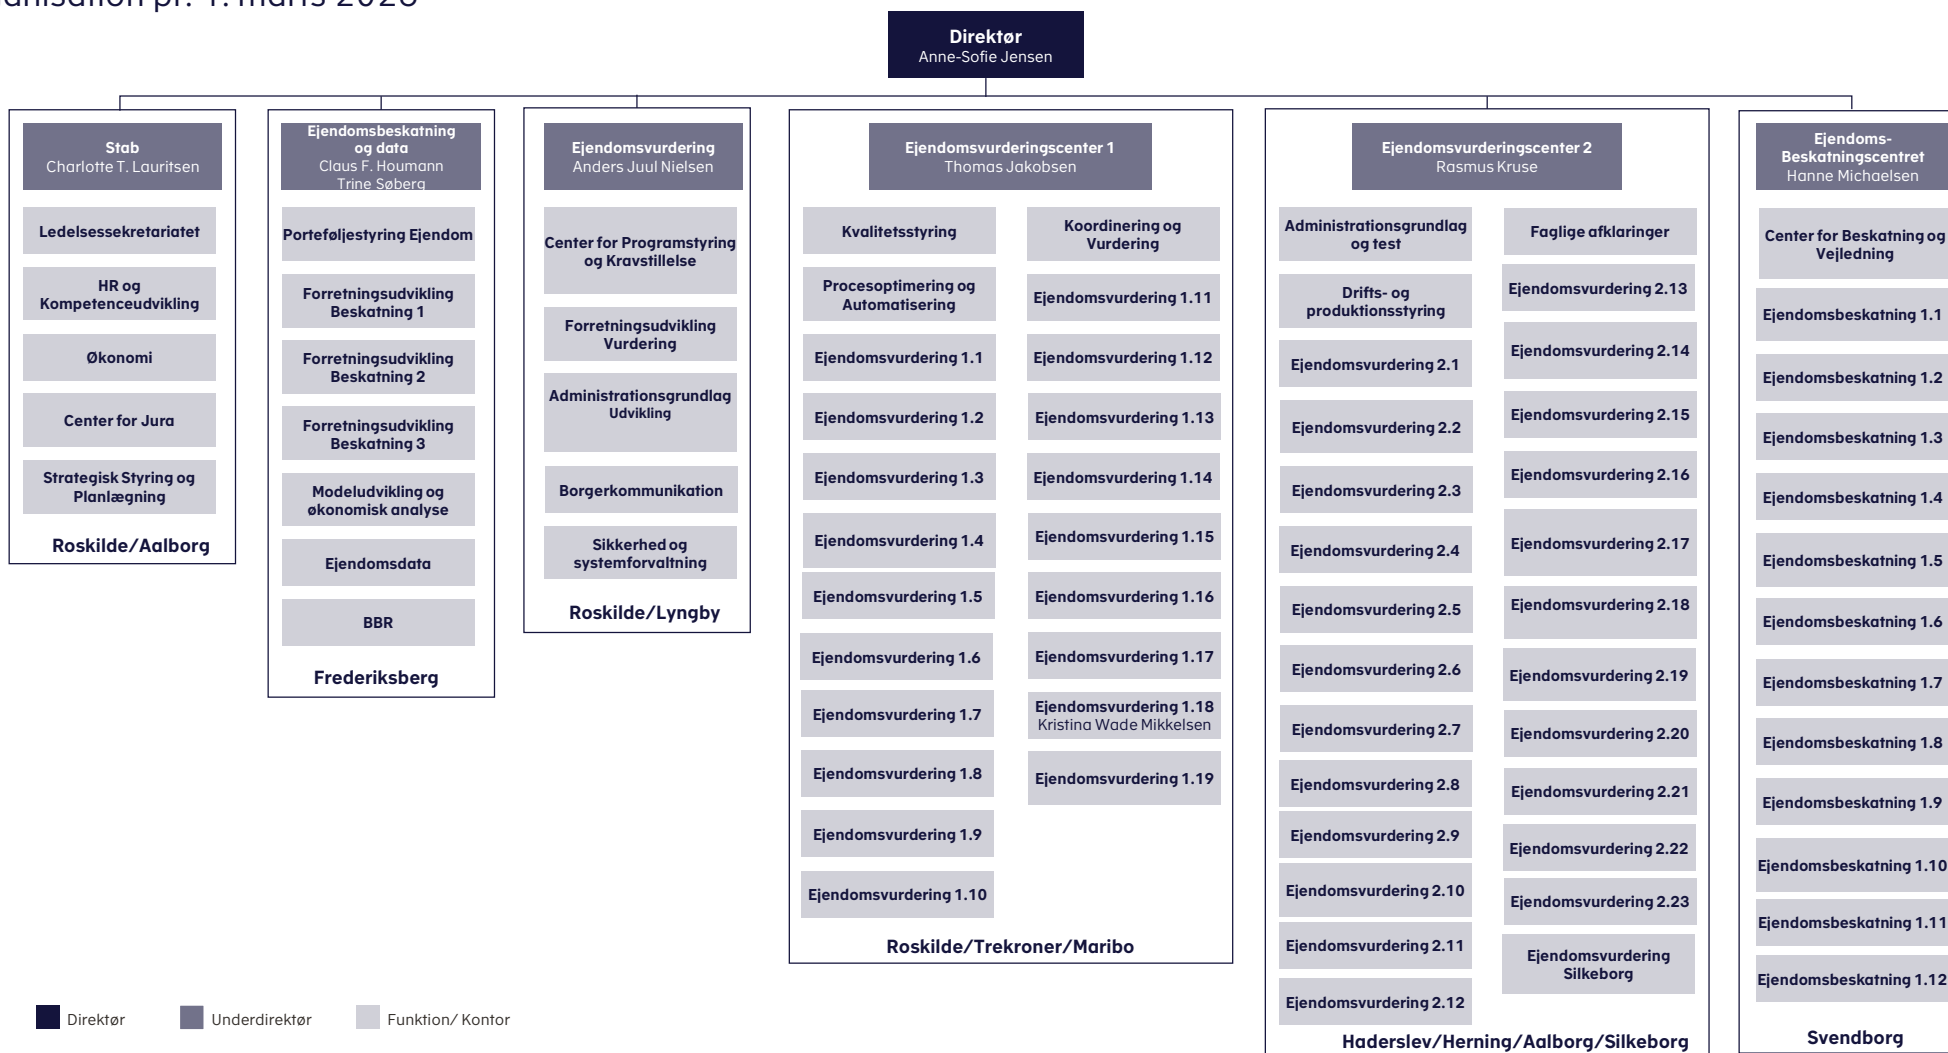 pr. 1. marts
Direktør
Anne-Sofie Jensen
Stab
Charlotte T. Lauritsen
Ledelsessekretariatet
HR og
Kompetenceudvikling
Økonomi
Center for Jura
Strategisk Styring og
Planlægning
Roskilde/Aalborg
Ejendomsbeskatning
og data
Claus F. Houmann
Trine Søberg
Porteføljestyring Ejendom
Forretningsudvikling
Beskatning 1
Forretningsudvikling
Beskatning 2
Forretningsudvikling
Beskatning 3
Modeludvikling og
økonomisk analyse
Ejendomsdata
BBR
Frederiksberg
Ejendomsvurdering
Anders Juul Nielsen
Center for Programstyring
og Kravstillelse
Forretningsudvikling
Vurdering
Administrationsgrundlag
Udvikling
Borgerkommunikation
Sikkerhed og
systemforvaltning
Roskilde/Lyngby
Ejendomsvurderingscenter 1
Thomas Jakobsen
Kvalitetsstyring
Procesoptimering og
Automatisering
Ejendomsvurdering 1.1
Ejendomsvurdering 1.2
Ejendomsvurdering 1.3
Ejendomsvurdering 1.4
Ejendomsvurdering 1.5
Ejendomsvurdering 1.6
Ejendomsvurdering 1.7
Ejendomsvurdering 1.8
Ejendomsvurdering 1.9
Ejendomsvurdering 1.10
Koordinering og
Vurdering
Ejendomsvurdering 1.11
Ejendomsvurdering 1.12
Ejendomsvurdering 1.13
Ejendomsvurdering 1.14
Ejendomsvurdering 1.15
Ejendomsvurdering 1.16
Ejendomsvurdering 1.17
Ejendomsvurdering 1.18
Kristina Wade Mikkelsen
Ejendomsvurdering 1.19
Roskilde/Trekroner/Maribo
Ejendomsvurderingscenter 2
Rasmus Kruse
Administrationsgrundlag
og test
Drifts- og
produktionsstyring
Ejendomsvurdering 2.1
Ejendomsvurdering 2.2
Ejendomsvurdering 2.3
Ejendomsvurdering 2.4
Ejendomsvurdering 2.5
Ejendomsvurdering 2.6
Ejendomsvurdering 2.7
Ejendomsvurdering 2.8
Ejendomsvurdering 2.9
Ejendomsvurdering 2.10
Ejendomsvurdering 2.11
Ejendomsvurdering 2.12
Faglige afklaringer
Ejendomsvurdering 2.13
Ejendomsvurdering 2.14
Ejendomsvurdering 2.15
Ejendomsvurdering 2.16
Ejendomsvurdering 2.17
Ejendomsvurdering 2.18
Ejendomsvurdering 2.19
Ejendomsvurdering 2.20
Ejendomsvurdering 2.21
Ejendomsvurdering 2.22
Ejendomsvurdering 2.23
Ejendomsvurdering
Silkeborg
Haderslev/Herning/Aalborg/Silkeborg
Ejendoms-
Beskatningscentret
Hanne Michaelsen
Center for Beskatning og
Vejledning
Ejendomsbeskatning 1.1
Ejendomsbeskatning 1.2
Ejendomsbeskatning 1.3
Ejendomsbeskatning 1.4
Ejendomsbeskatning 1.5
Ejendomsbeskatning 1.6
Ejendomsbeskatning 1.7
Ejendomsbeskatning 1.8
Ejendomsbeskatning 1.9
Ejendomsbeskatning 1.10
Ejendomsbeskatning 1.11
Ejendomsbeskatning 1.12
Svendborg
Direktør
Underdirektør
Funktion/ Kontor